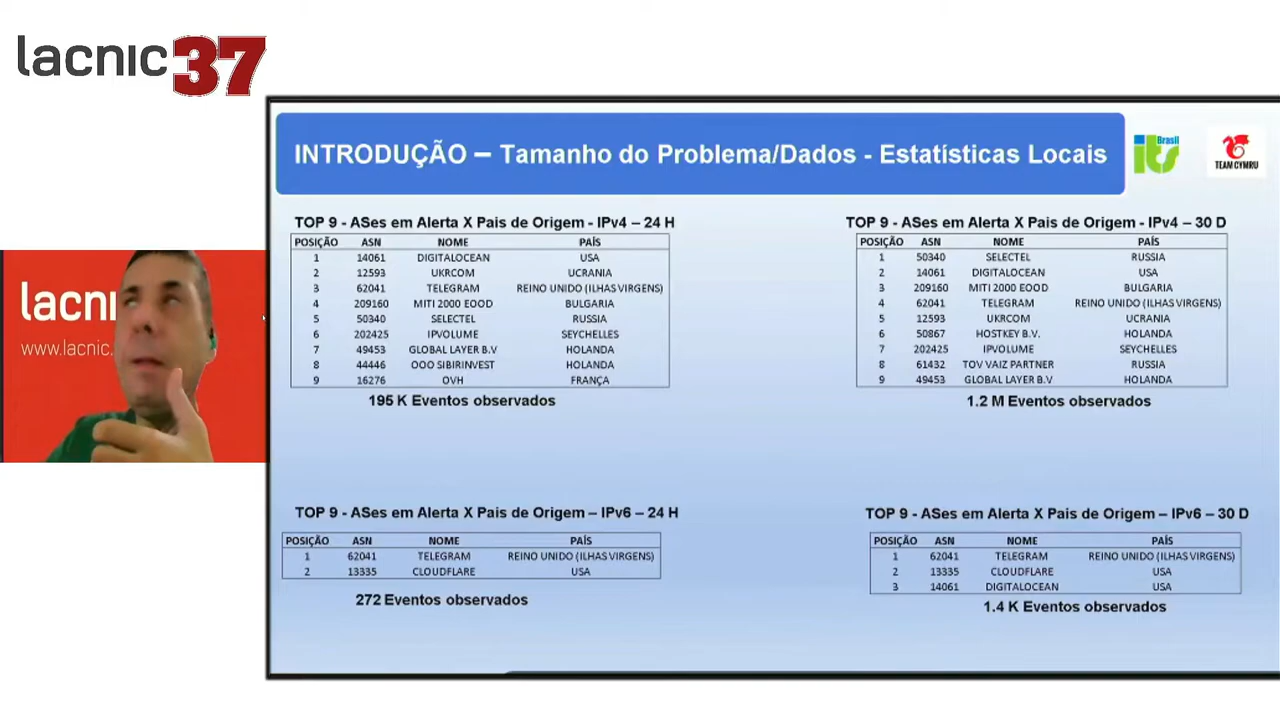 lacnic 37
INTRODUÇÃO – Tamanho do Problema/Dados - Estatísticas Locais
Brasil
its
TEAM CYMRU
TOP 9 - ASes em Alerta X Pais de Origem - IPv4 – 24 H
POSIÇÃO ASN NOME PAÍS
1 14061 DIGITALOCEAN USA
2 12593 UKRCOM UCRANIA
3 62041 TELEGRAM REINO UNIDO (ILHAS VIRGENS)
4 209160 MITI 2000 EOOD BULGARIA
5 50340 SELECTEL RUSSIA
6 202425 IPVOLUME SEYCHELLES
7 49453 GLOBAL LAYER B.V HOLANDA
8 44446 OOO SIBIRINVEST HOLANDA
9 16276 OVH FRANÇA
195 K Eventos observados
TOP 9 - ASes em Alerta X Pais de Origem - IPv4 – 30 D
POSIÇÃO ASN NOME PAÍS
1 50340 SELECTEL RUSSIA
2 14061 DIGITALOCEAN USA
3 209160 MITI 2000 EOOD BULGARIA
4 62041 TELEGRAM REINO UNIDO (ILHAS VIRGENS)
5 12593 UKRCOM UCRANIA
6 50867 HOSTKEY B.V. HOLANDA
7 202425 IPVOLUME SEYCHELLES
8 61432 TOV VAIZ PARTNER RUSSIA
9 49453 GLOBAL LAYER B.V HOLANDA
1.2 M Eventos observados
lacni
www.lacnic.
TOP 9 - ASes em Alerta X Pais de Origem – IPv6 – 24 H
POSIÇÃO ASN NOME PAÍS
1 62041 TELEGRAM REINO UNIDO (ILHAS VIRGENS)
2 13335 CLOUDFLARE USA
272 Eventos observados
TOP 9 - ASes em Alerta X Pais de Origem – IPv6 – 30 D
POSIÇÃO ASN NOME PAÍS
1 62041 TELEGRAM REINO UNIDO (ILHAS VIRGENS)
2 13335 CLOUDFLARE USA
3 14061 DIGITALOCEAN USA
1.4 K Eventos observados